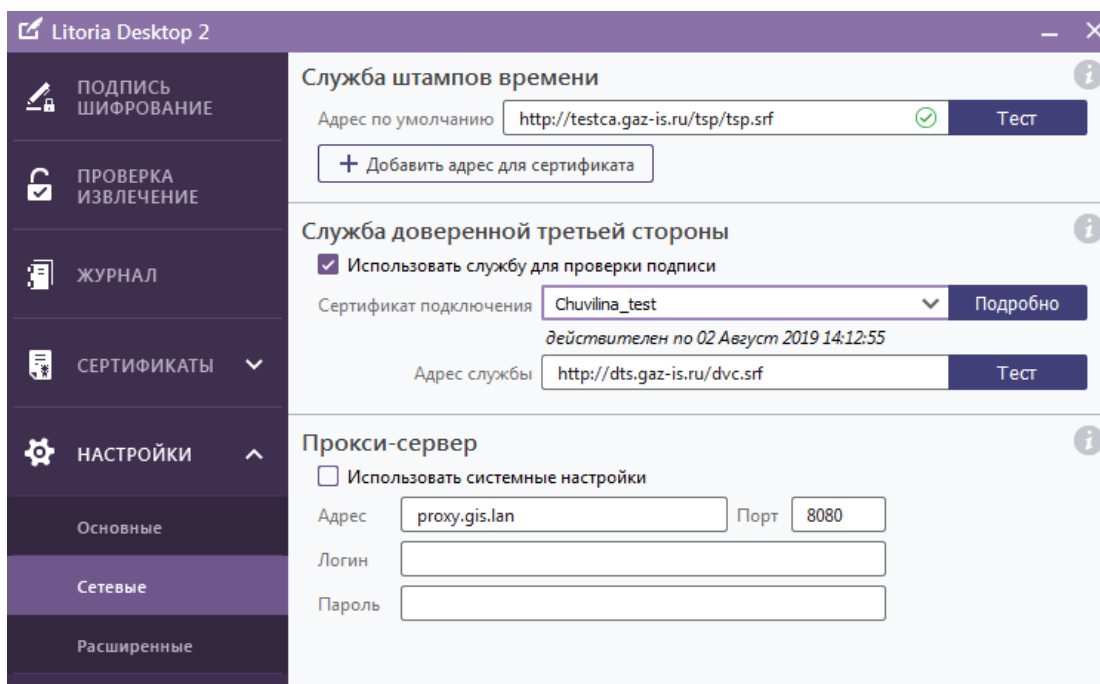 Litoria Desktop 2
ПОДПИСЬ
ШИФРОВАНИЕ
ПРОВЕРКА
ИЗВЛЕЧЕНИЕ
ЖУРНАЛ
СЕРТИФИКАТЫ
НАСТРОЙКИ
Основные
Сетевые
Расширенные
Служба штампов времени
Адрес по умолчанию http://testca.gaz-is.ru/tsp/tsp.srf Тест
+ Добавить адрес для сертификата
Служба доверенной третьей стороны
Использовать службу для проверки подписи
Сертификат подключения Chuvilina_test Подробно
действителен по 02 Август 2019 14:12:55
Адрес службы http://dts.gaz-is.ru/dvc.srf Тест
Прокси-сервер
Использовать системные настройки
Адрес proxy.gis.lan Порт 8080
Логин
Пароль